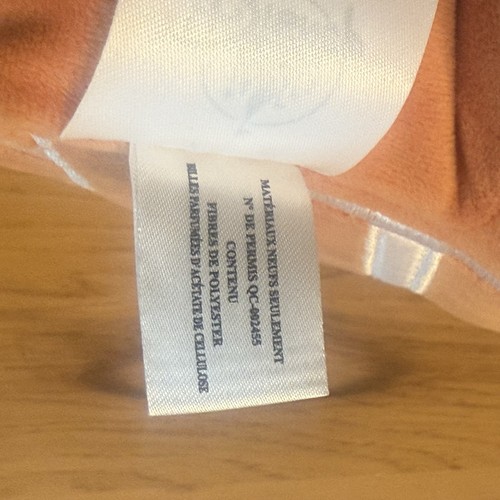 MATÉRIAUX NEUFS SEULEMENT
N° DE PERMIS QC-002455
CONTENU
FIBRES DE POLYESTER
BILLES PARFUMÉES D'ACÉTATE DE CELLULOSE